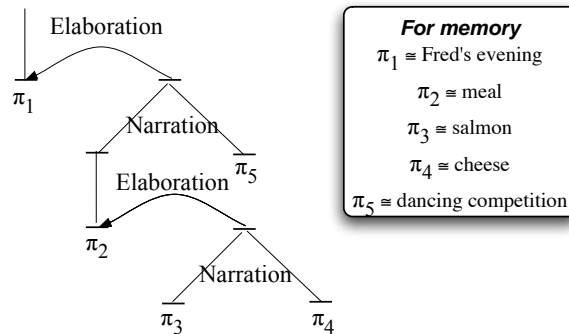 Elaboration
π1
Narration
π5
Elaboration
π2
Narration
π3
π4
For memory
π1 ≅ Fred's evening
π2 ≅ meal
π3 ≅ salmon
π4 ≅ cheese
π5 ≅ dancing competition